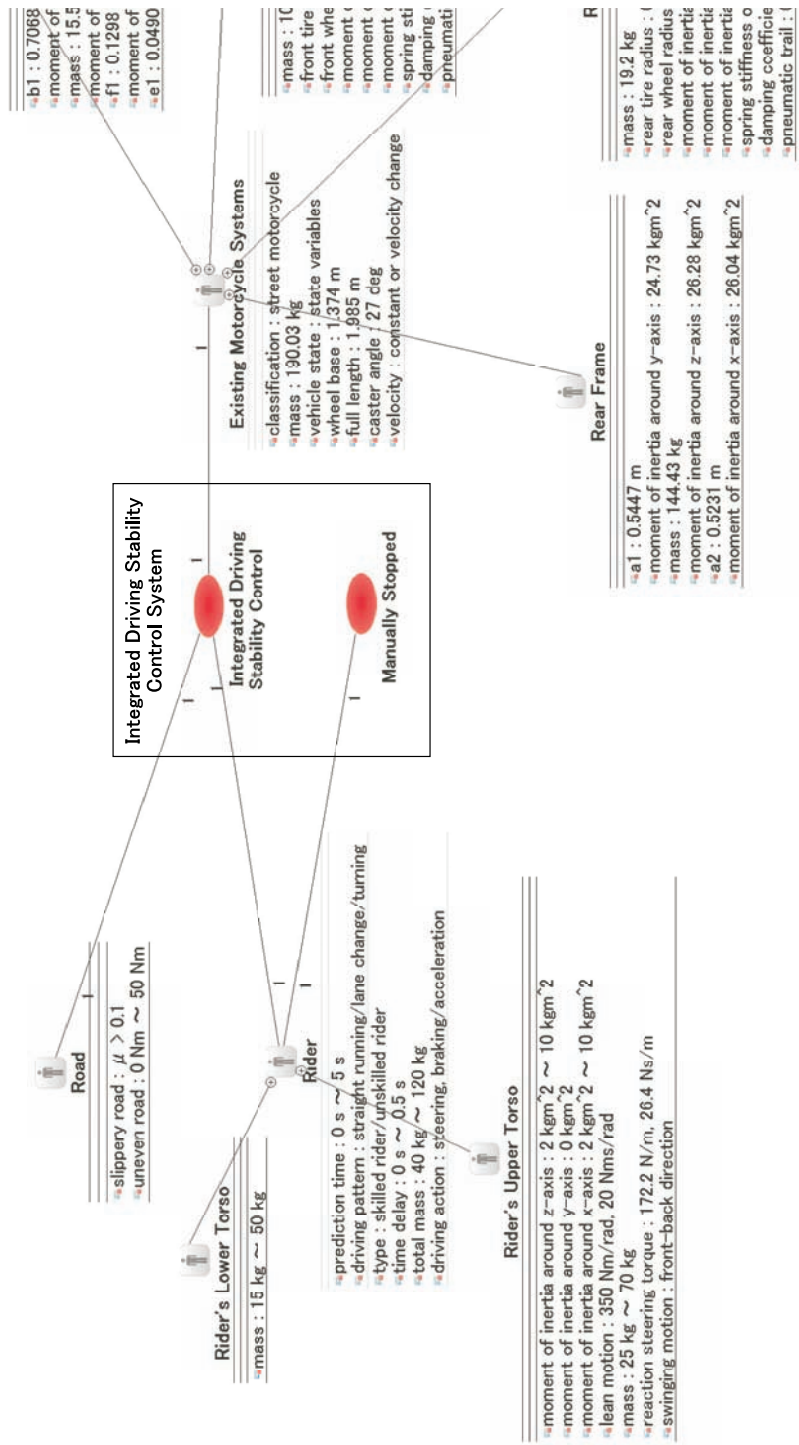 Road
slippery road : μ > 0.1
uneven road : 0 Nm ～ 50 Nm
Rider's Lower Torso
mass : 15 kg ～ 50 kg
Rider
prediction time : 0 s ～ 5 s
driving pattern : straight running/lane change/turning
type : skilled rider/unskilled rider
time delay : 0 s ～ 0.5 s
total mass : 40 kg ～ 120 kg
driving action : steering, braking/acceleration
Rider's Upper Torso
moment of inertia around z-axis : 2 kgm^2 ～ 10 kgm^2
moment of inertia around y-axis : 0 kgm^2
moment of inertia around x-axis : 2 kgm^2 ～ 10 kgm^2
lean motion : 350 Nm/rad, 20 Nms/rad
mass : 25 kg ～ 70 kg
reaction steering torque : 172.2 N/m, 26.4 Ns/m
swinging motion : front-back direction
1
1
1
Integrated Driving Stability
Control System
1
1
1
1
Integrated Driving
Stability Control
Manually Stopped
1
Existing Motorcycle Systems
classification : street motorcycle
mass : 190.03 kg
vehicle state : state variables
wheel base : 1.374 m
full length : 1.985 m
caster angle : 27 deg
velocity : constant or velocity change
Rear Frame
a1 : 0.5447 m
moment of inertia around y-axis : 24.73 kgm^2
mass : 144.43 kg
moment of inertia around z-axis : 26.28 kgm^2
a2 : 0.5231 m
moment of inertia around x-axis : 26.04 kgm^2
b1 : 0.7068
moment of
mass : 15.5
moment of
f1 : 0.1298
moment of
e1 : 0.0490
mass : 10
front tire
front whe
moment
moment
moment
spring sti
damping
pneumati
R
mass : 19.2 kg
rear tire radius :
rear wheel radius
moment of inertia
moment of inertia
moment of inertia
spring stiffness o
damping coefficie
pneumatic trail :